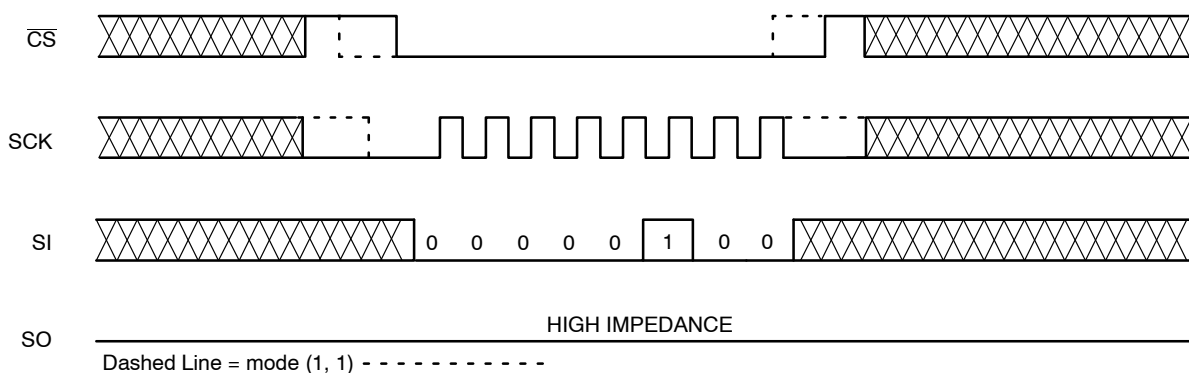 CS
SCK
SI 0 0 0 0 0 1 0 0
SO HIGH IMPEDANCE
Dashed Line = mode (1, 1)